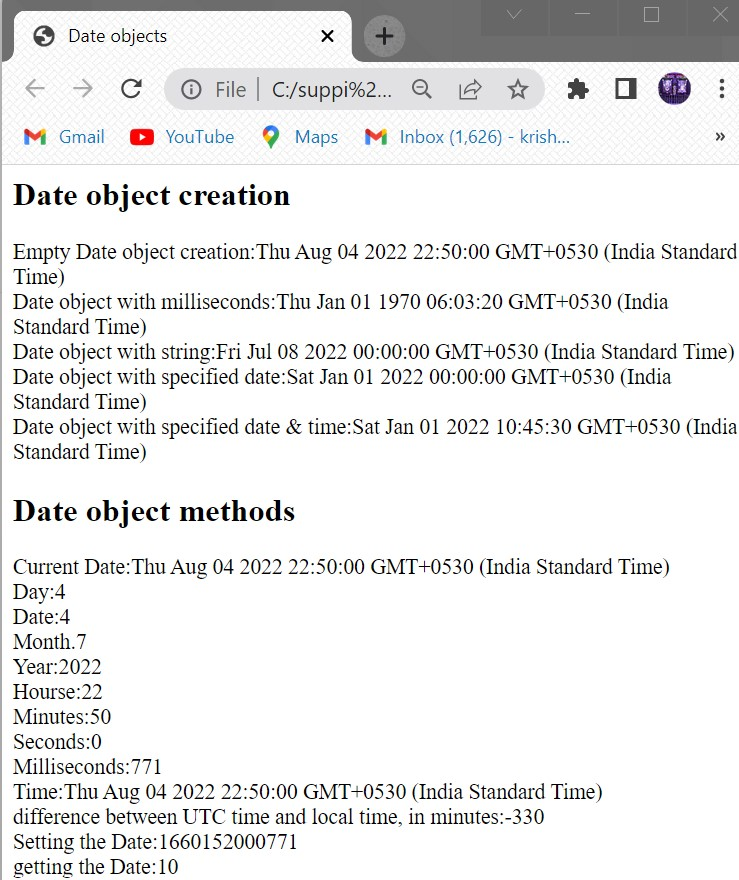 Date objects
File | C:/suppi%2...
Gmail YouTube Maps Inbox (1,626) - krish... »
Date object creation
Empty Date object creation:Thu Aug 04 2022 22:50:00 GMT+0530 (India Standard
Time)
Date object with milliseconds:Thu Jan 01 1970 06:03:20 GMT+0530 (India
Standard Time)
Date object with string:Fri Jul 08 2022 00:00:00 GMT+0530 (India Standard Time)
Date object with specified date:Sat Jan 01 2022 00:00:00 GMT+0530 (India
Standard Time)
Date object with specified date & time:Sat Jan 01 2022 10:45:30 GMT+0530 (India
Standard Time)
Date object methods
Current Date:Thu Aug 04 2022 22:50:00 GMT+0530 (India Standard Time)
Day:4
Date:4
Month.7
Year:2022
Hourse:22
Minutes:50
Seconds:0
Milliseconds:771
Time:Thu Aug 04 2022 22:50:00 GMT+0530 (India Standard Time)
difference between UTC time and local time, in minutes:-330
Setting the Date:1660152000771
getting the Date:10